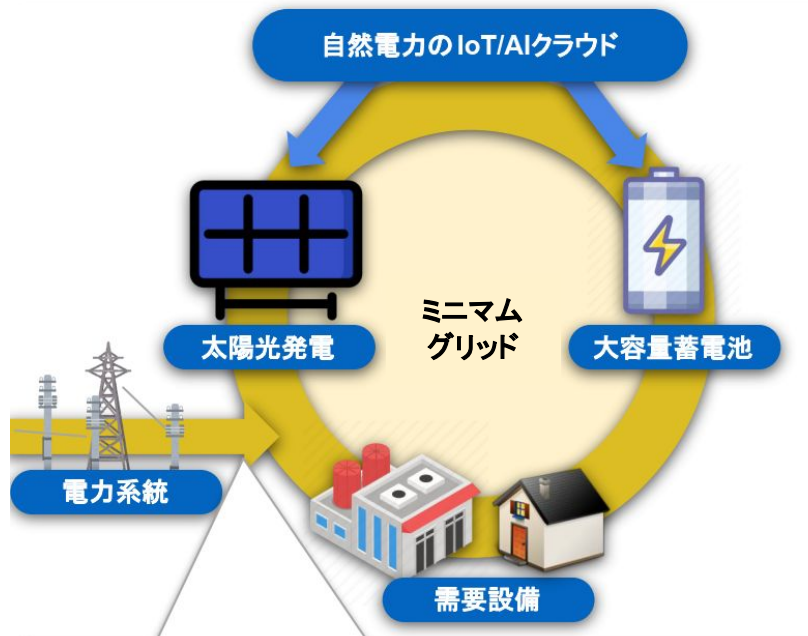 自然電力のIoT/AIクラウド
太陽光発電
ミニマム
グリッド
大容量蓄電池
電力系統
需要設備